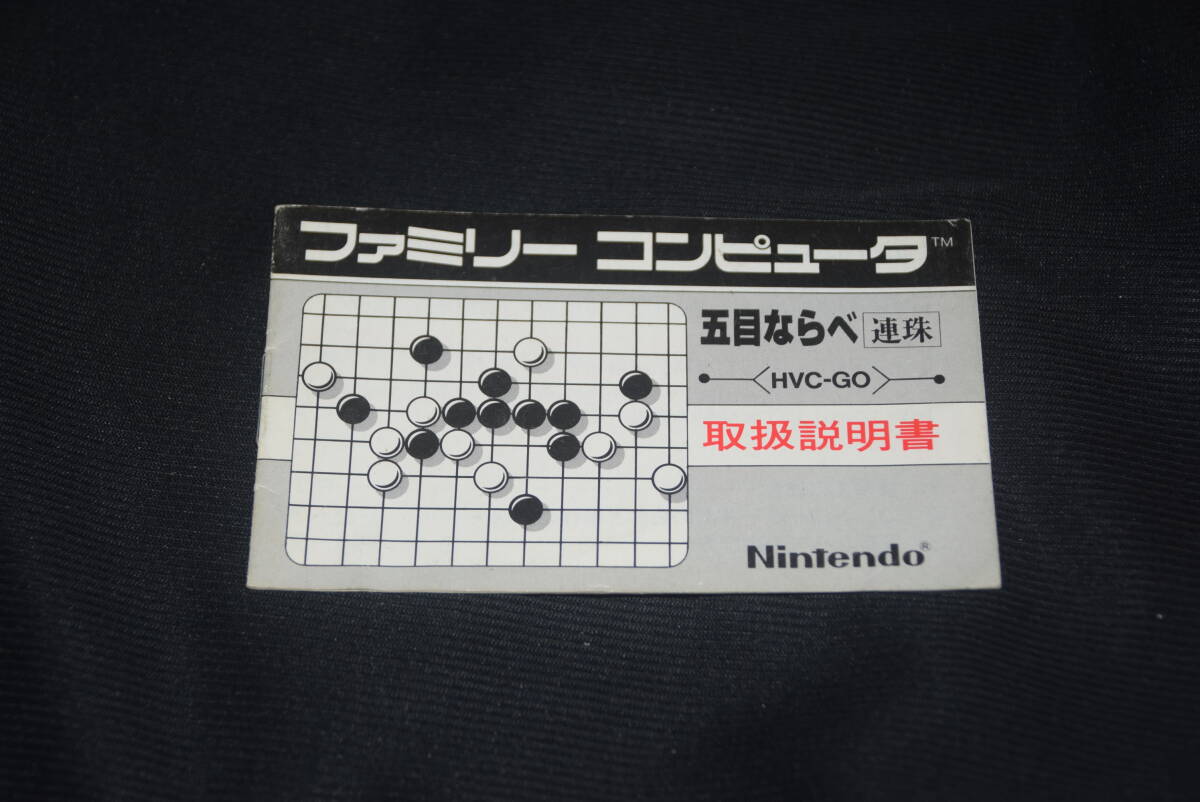 ファミリー コンピュータ™
五目ならべ 連珠
HVC-GO
取扱説明書
Nintendo®